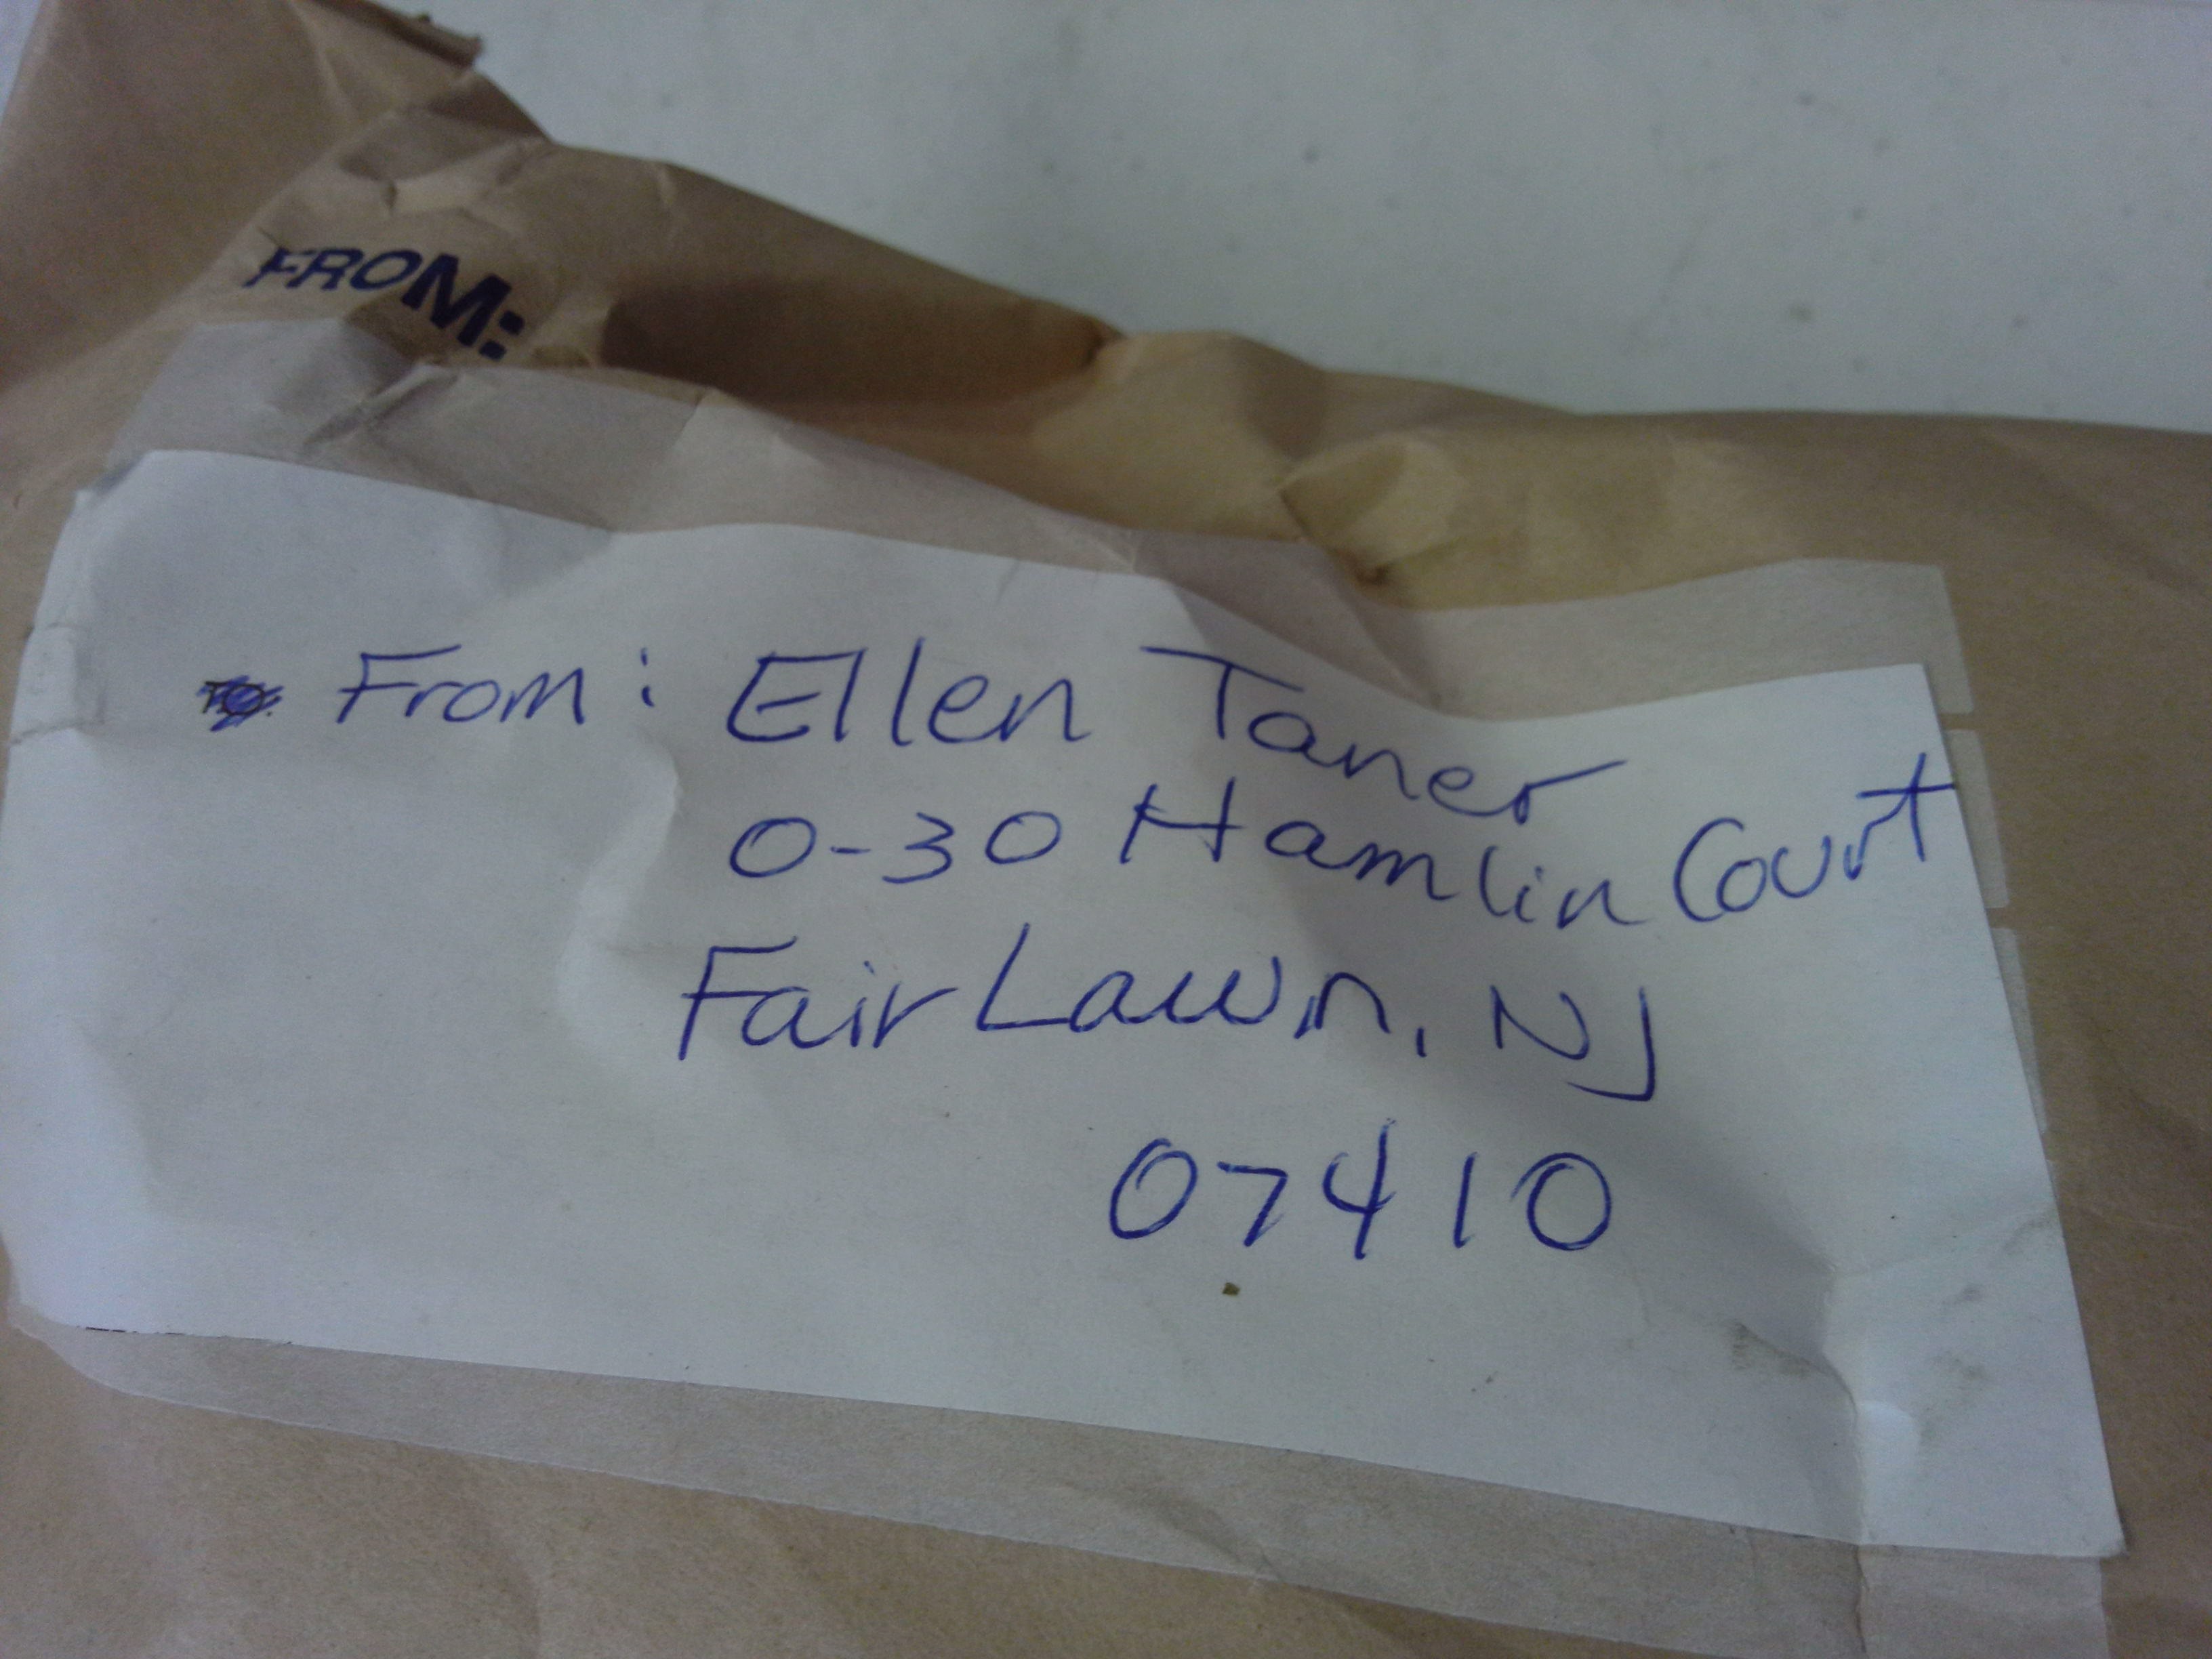 FROM:
From: Ellen Taner
0-30 Hamlin Court
Fair Lawn, NJ
07410